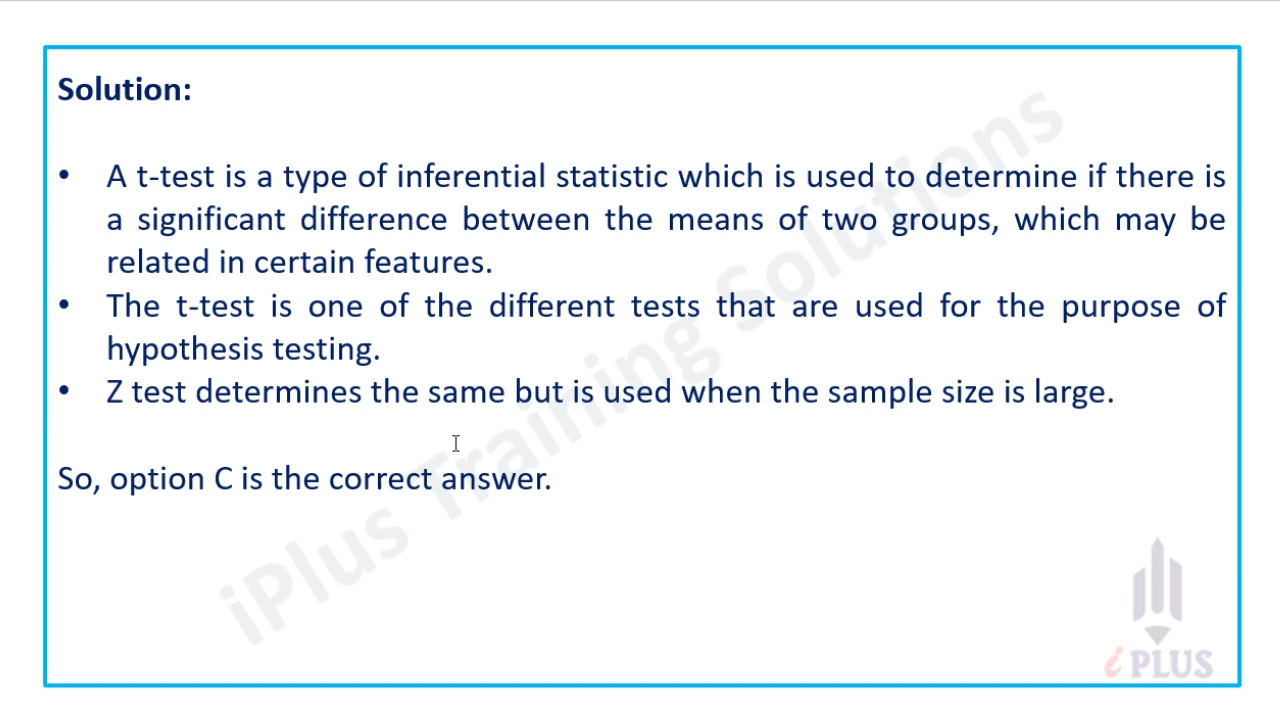 Solution:
• A t-test is a type of inferential statistic which is used to determine if there is
a significant difference between the means of two groups, which may be
related in certain features.
• The t-test is one of the different tests that are used for the purpose of
hypothesis testing.
• Z test determines the same but is used when the sample size is large.
So, option C is the correct answer.
iPlus Training Solutions
i PLUS